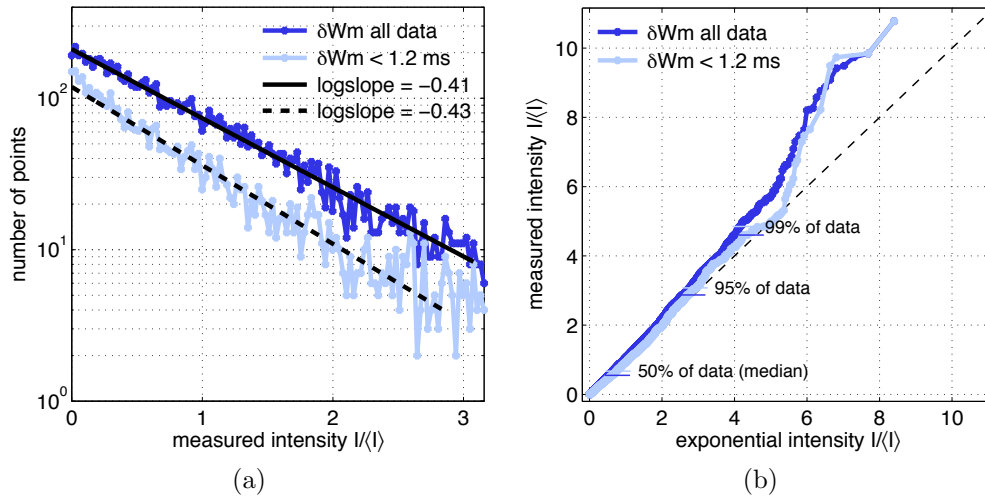 δWm all data
δWm < 1.2 ms
logslope = −0.41
logslope = −0.43
number of points
10²
10¹
10⁰
0
1
2
3
measured intensity I/⟨I⟩
(a)
δWm all data
δWm < 1.2 ms
measured intensity I/⟨I⟩
10
8
6
4
2
0
99% of data
95% of data
50% of data (median)
0
2
4
6
8
10
exponential intensity I/⟨I⟩
(b)